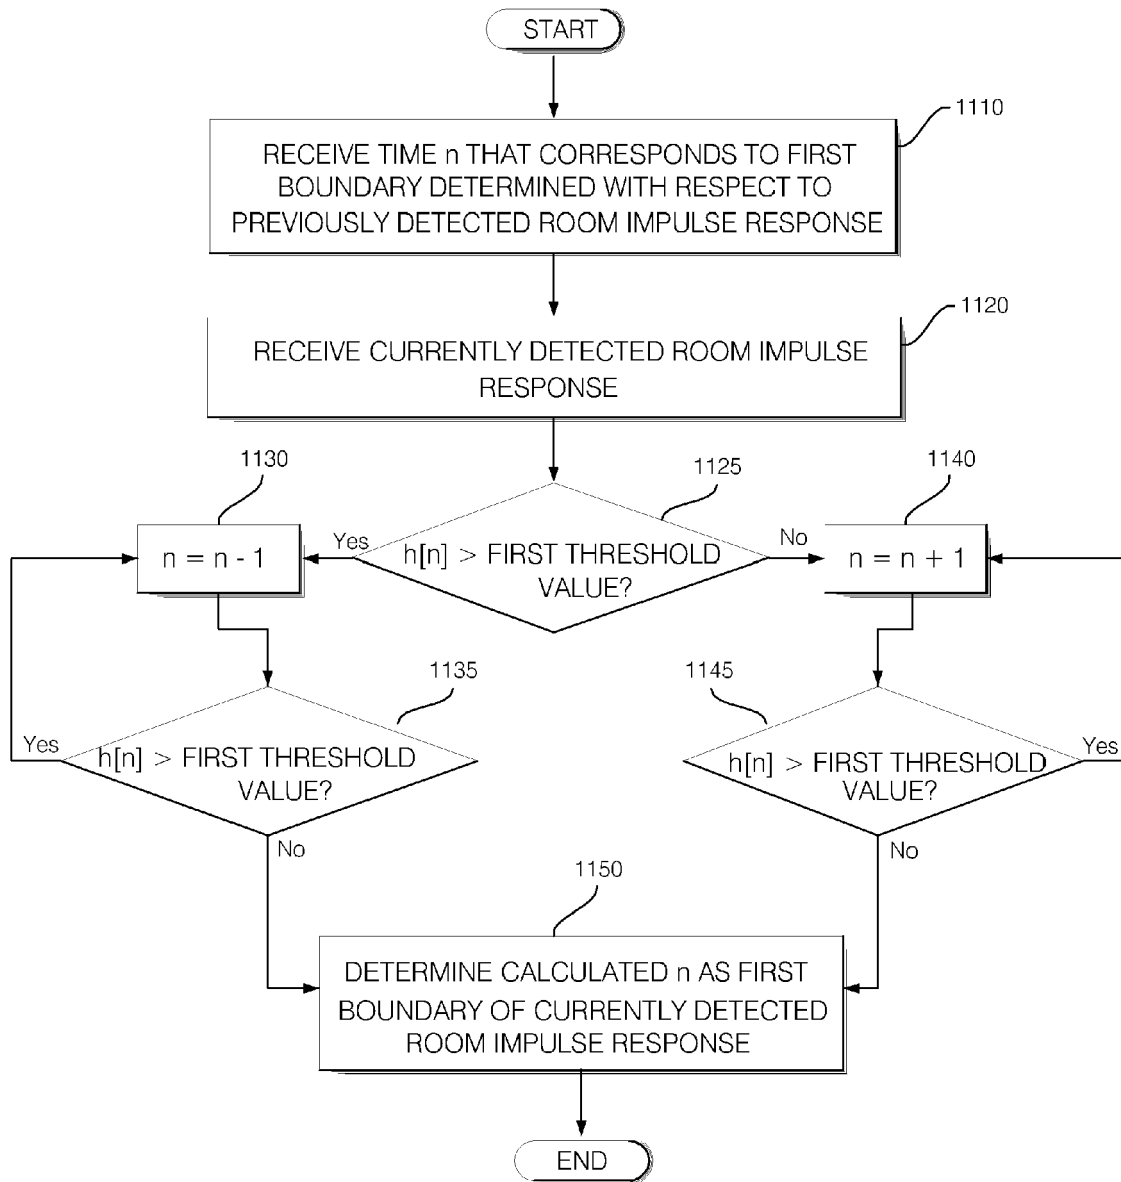 START
1110
RECEIVE TIME n THAT CORRESPONDS TO FIRST
BOUNDARY DETERMINED WITH RESPECT TO
PREVIOUSLY DETECTED ROOM IMPULSE RESPONSE
1120
RECEIVE CURRENTLY DETECTED ROOM IMPULSE
RESPONSE
1130
1125
1140
n = n - 1
Yes
h[n] > FIRST THRESHOLD
VALUE?
No
n = n + 1
1135
1145
Yes
h[n] > FIRST THRESHOLD
VALUE?
No
h[n] > FIRST THRESHOLD
VALUE?
Yes
No
1150
DETERMINE CALCULATED n AS FIRST
BOUNDARY OF CURRENTLY DETECTED
ROOM IMPULSE RESPONSE
END